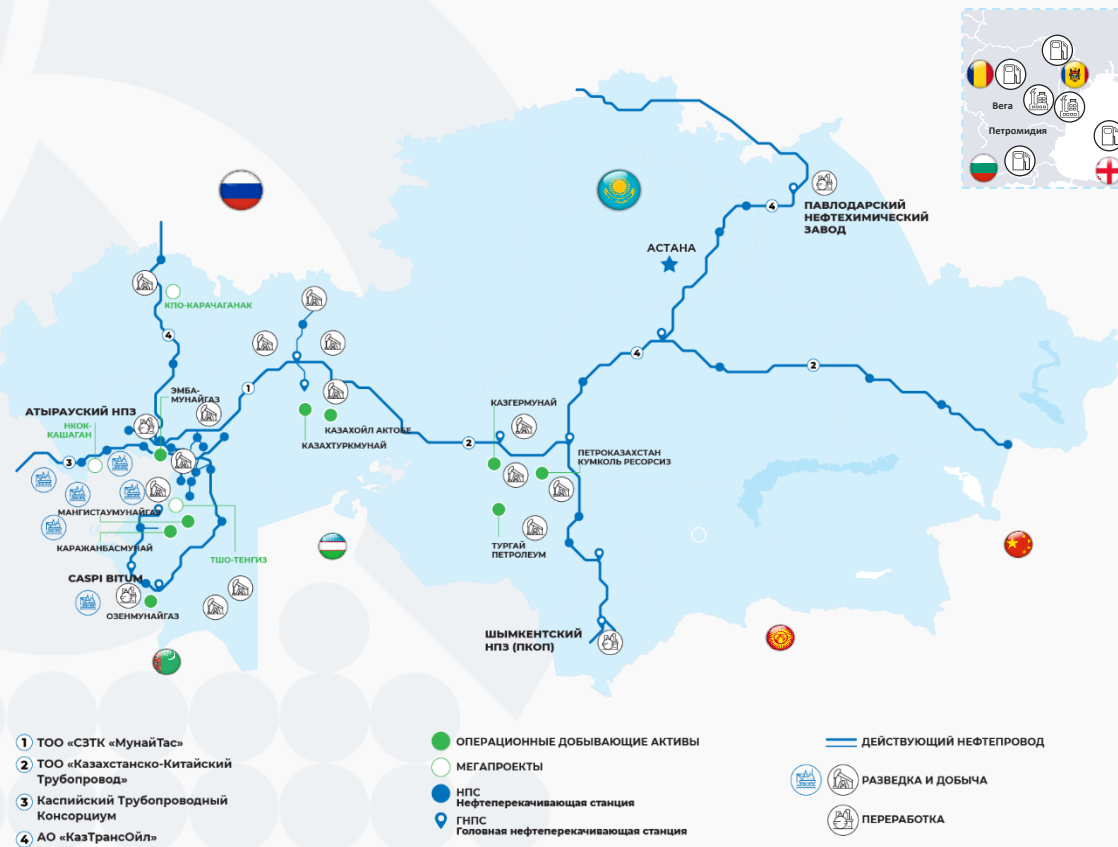 Вега
Петромидия
ПАВЛОДАРСКИЙ
НЕФТЕХИМИЧЕСКИЙ
ЗАВОД
4
АСТАНА
КПО-КАРАЧАГАНАК
4
4
2
ЭМБА-
МУНАЙГАЗ
1
АТЫРАУСКИЙ НПЗ
НКОК-
КАШАГАН
КАЗАХОЙЛ АКТОБЕ
КАЗАХТУРКМУНАЙ
КАЗГЕРМУНАЙ
2
ПЕТРОКАЗАХСТАН
КУМКОЛЬ РЕСОРСИЗ
3
МАНГИСТАУМУНАЙГАЗ
КАРАЖАНБАСМУНАЙ
ТШО-ТЕНГИЗ
ТУРГАЙ
ПЕТРОЛЕУМ
CASPI BITUM
ОЗЕНМУНАЙГАЗ
ШЫМКЕНТСКИЙ
НПЗ (ПКОП)
1 ТОО «СЗТК «МунайТас»
2 ТОО «Казахстанско-Китайский
Трубопровод»
3 Каспийский Трубопроводный
Консорциум
4 АО «КазТрансОйл»
ОПЕРАЦИОННЫЕ ДОБЫВАЮЩИЕ АКТИВЫ
МЕГАПРОЕКТЫ
НПС
Нефтеперекачивающая станция
ГНПС
Головная нефтеперекачивающая станция
ДЕЙСТВУЮЩИЙ НЕФТЕПРОВОД
РАЗВЕДКА И ДОБЫЧА
ПЕРЕРАБОТКА